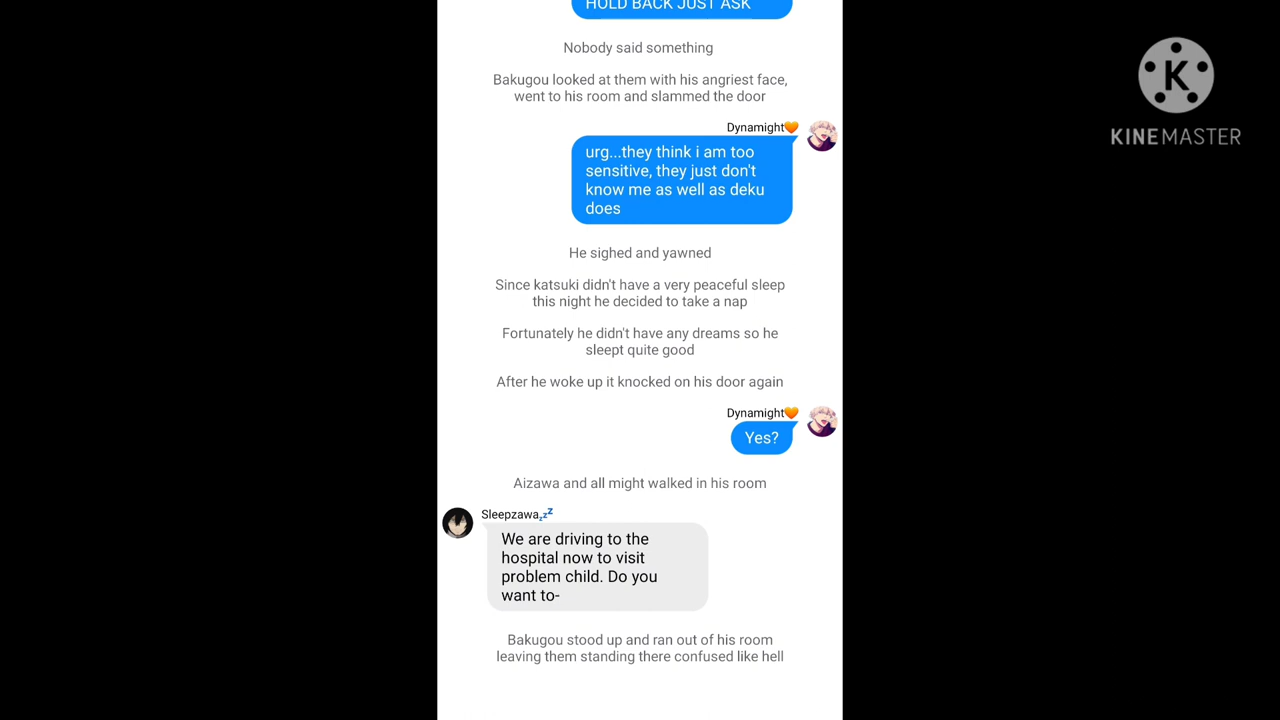 HOLD BACK JUST ASK
Nobody said something
Bakugou looked at them with his angriest face,
went to his room and slammed the door
Dynamight🧡
urg...they think i am too
sensitive, they just don't
know me as well as deku
does
He sighed and yawned
Since katsuki didn't have a very peaceful sleep
this night he decided to take a nap
Fortunately he didn't have any dreams so he
sleept quite good
After he woke up it knocked on his door again
Dynamight🧡
Yes?
Aizawa and all might walked in his room
Sleepzawa💤
We are driving to the
hospital now to visit
problem child. Do you
want to-
Bakugou stood up and ran out of his room
leaving them standing there confused like hell
K
KINEMASTER